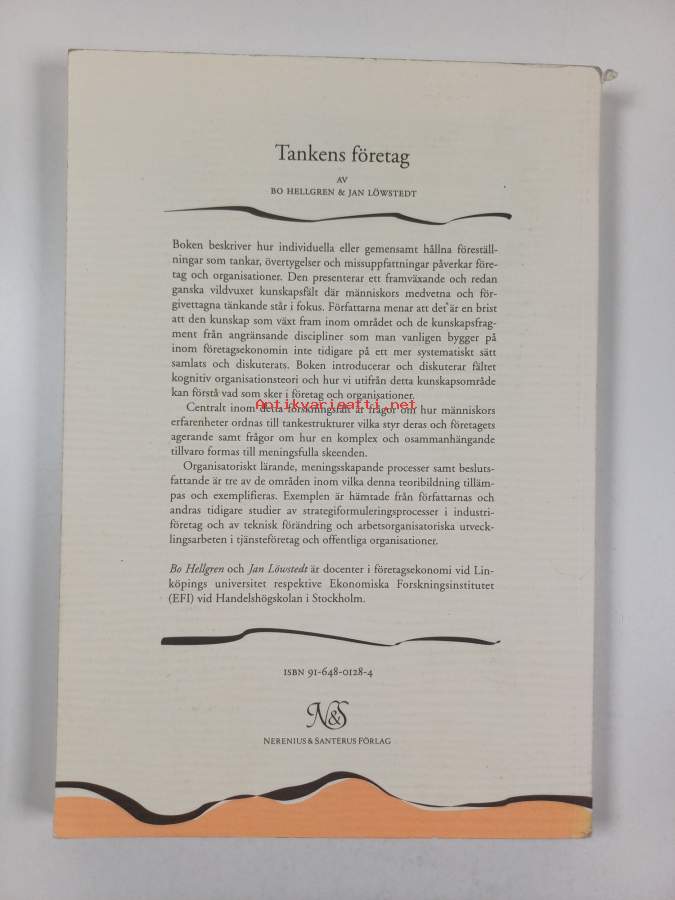 Tankens företag
AV
BO HELLGREN & JAN LÖWSTEDT
Boken beskriver hur individuella eller gemensamt hållna föreställ-
ningar som tankar, övertygelser och missuppfattningar påverkar före-
tag och organisationer. Den presenterar ett framväxande och redan
ganska vildvuxet kunskapsfält där människors medvetna och för-
givettagna tänkande står i fokus. Författarna menar att det är en brist
att den kunskap som växt fram inom området och de kunskapsfrag-
ment från angränsande discipliner som man vanligen bygger på
inom företagsekonomin inte tidigare på ett mer systematiskt sätt
samlats och diskuterats. Boken introducerar och diskuterar fältet
kognitiv organisationsteori och hur vi utifrån detta kunskapsområde
kan förstå vad som sker i företag och organisationer.
Antikvariaatti.net
Centralt inom detta forskningsfält är frågor om hur människors
erfarenheter ordnas till tankestrukturer vilka styr deras och företagets
agerande samt frågor om hur en komplex och osammanhängande
tillvaro formas till meningsfulla skeenden.
Organisatoriskt lärande, meningsskapande processer samt besluts-
fattande är tre av de områden inom vilka denna teoribildning tilläm-
pas och exemplifieras. Exemplen är hämtade från författarnas och
andras tidigare studier av strategiformuleringsprocesser i industri-
företag och av teknisk förändring och arbetsorganisatoriska utveck-
lingsarbeten i tjänsteföretag och offentliga organisationer.
Bo Hellgren och Jan Löwstedt är docenter i företagsekonomi vid Lin-
köpings universitet respektive Ekonomiska Forskningsinstitutet
(EFI) vid Handelshögskolan i Stockholm.
ISBN 91-648-0128-4
N&S
NERENIUS & SANTÉRUS FÖRLAG